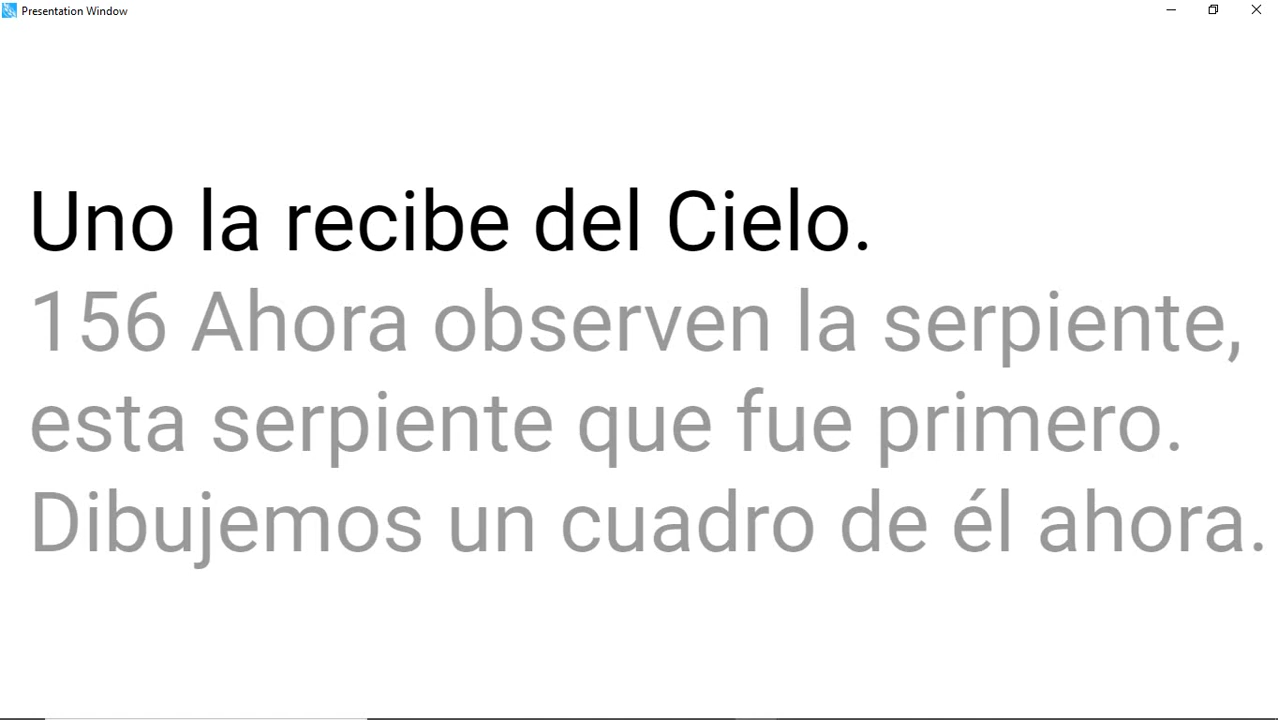 Presentation Window
Uno la recibe del Cielo.
156 Ahora observen la serpiente,
esta serpiente que fue primero.
Dibujemos un cuadro de él ahora.